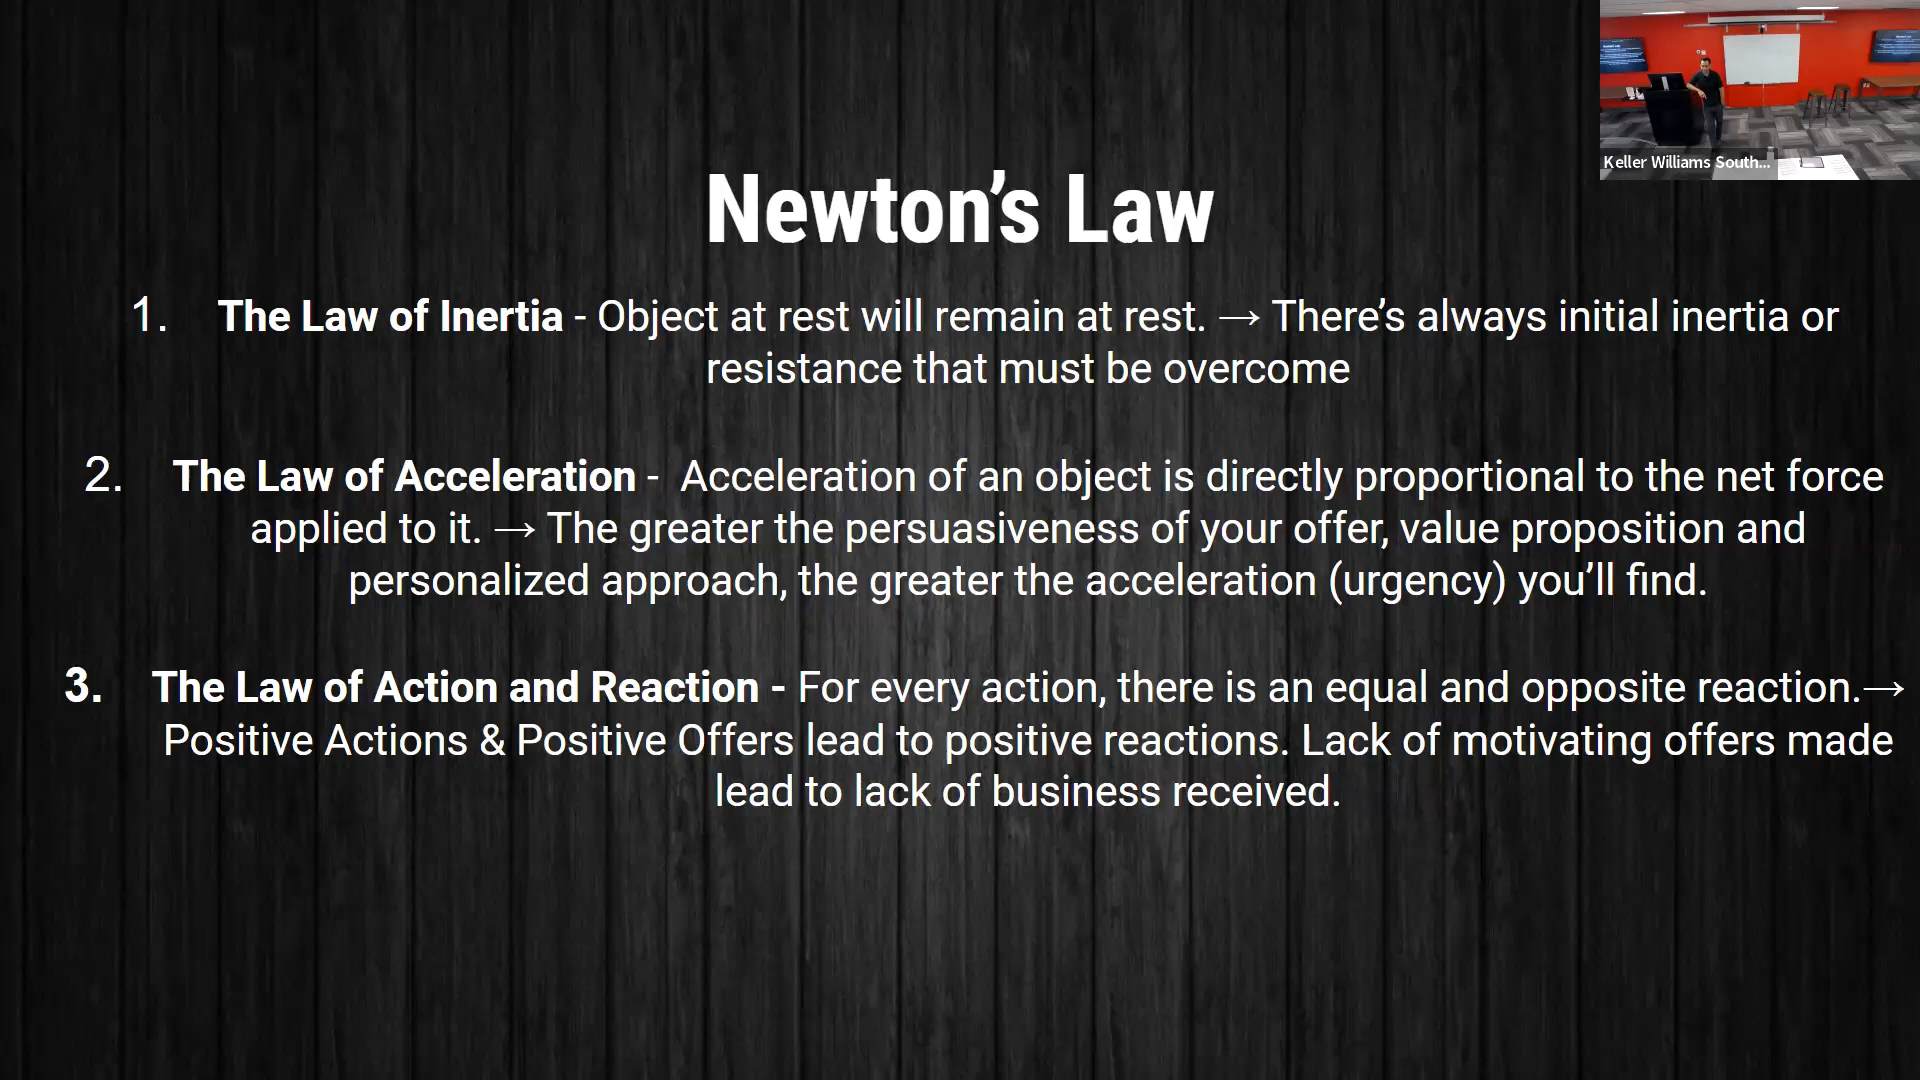 Keller Williams South...
Newton’s Law
1. The Law of Inertia - Object at rest will remain at rest. → There’s always initial inertia or
resistance that must be overcome
2. The Law of Acceleration - Acceleration of an object is directly proportional to the net force
applied to it. → The greater the persuasiveness of your offer, value proposition and
personalized approach, the greater the acceleration (urgency) you’ll find.
3. The Law of Action and Reaction - For every action, there is an equal and opposite reaction.→
Positive Actions & Positive Offers lead to positive reactions. Lack of motivating offers made
lead to lack of business received.